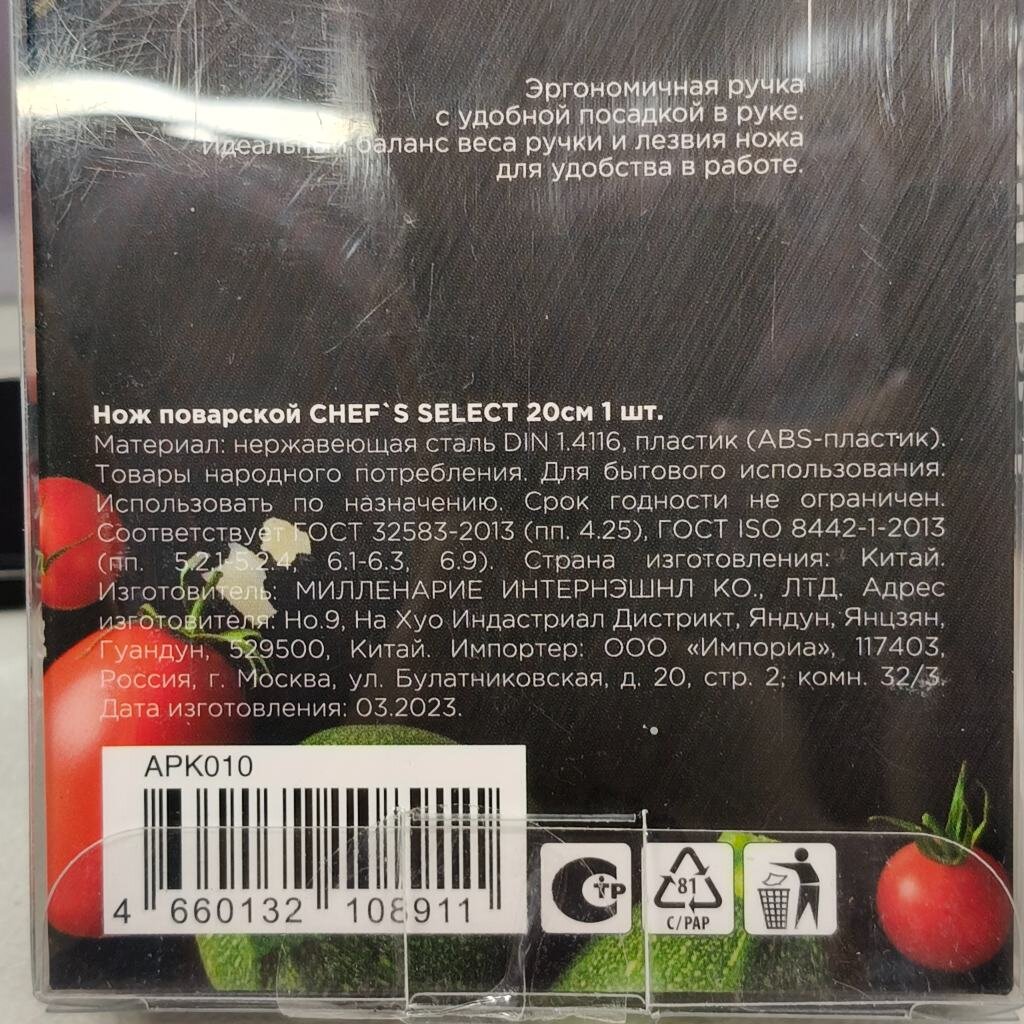 Эргономичная ручка
с удобной посадкой в руке.
Идеальный баланс веса ручки и лезвия ножа
для удобства в работе.
Нож поварской CHEF`S SELECT 20см 1 шт.
Материал: нержавеющая сталь DIN 1.4116, пластик (ABS-пластик).
Товары народного потребления. Для бытового использования.
Использовать по назначению. Срок годности не ограничен.
Соответствует ГОСТ 32583-2013 (пп. 4.25), ГОСТ ISO 8442-1-2013
(пп. 5.2.1-5.2.4, 6.1-6.3, 6.9). Страна изготовления: Китай.
Изготовитель: МИЛЛЕНАРИЕ ИНТЕРНЭШНЛ КО., ЛТД. Адрес
изготовителя: Но.9, На Хуо Индастриал Дистрикт, Яндун, Янцзян,
Гуандун, 529500, Китай. Импортер: ООО «Импориа», 117403,
Россия, г. Москва, ул. Булатниковская, д. 20, стр. 2, комн. 32/3.
Дата изготовления: 03.2023.
APK010
4 660132 108911
СТР
81
C/PAP